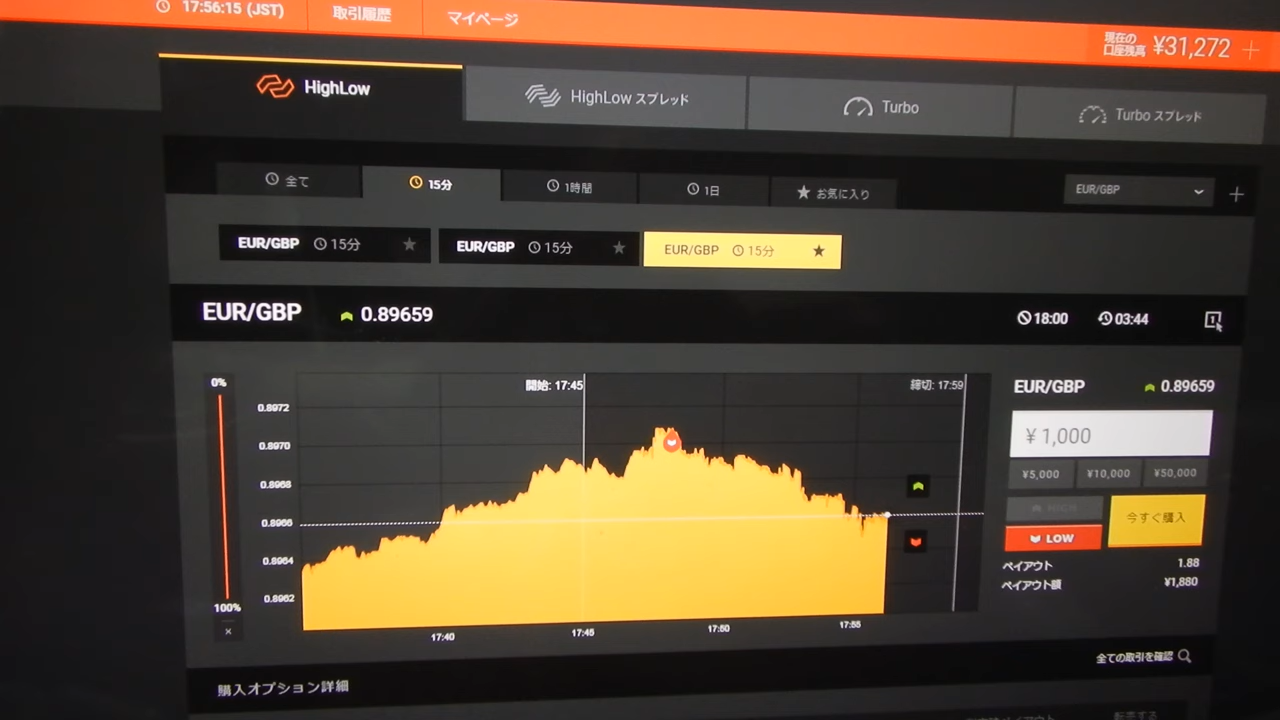 17:56:15 (JST) 取引履歴 マイページ
現在の口座残高 ¥31,272 +
HighLow HighLow スプレッド Turbo Turbo スプレッド
全て 15分 1時間 1日 お気に入り EUR/GBP +
EUR/GBP 15分 EUR/GBP 15分 EUR/GBP 15分
EUR/GBP 0.89659 18:00 03:44
0%
100%
×
開始: 17:45 締切: 17:59
0.8972
0.8970
0.8968
0.8966
0.8964
0.8962
17:40 17:45 17:50 17:55
EUR/GBP 0.89659
¥ 1,000
¥5,000 ¥10,000 ¥50,000
HIGH
LOW
今すぐ購入
ペイアウト 1.88
ペイアウト額 ¥1,880
全ての取引を確認
購入オプション詳細
転売する